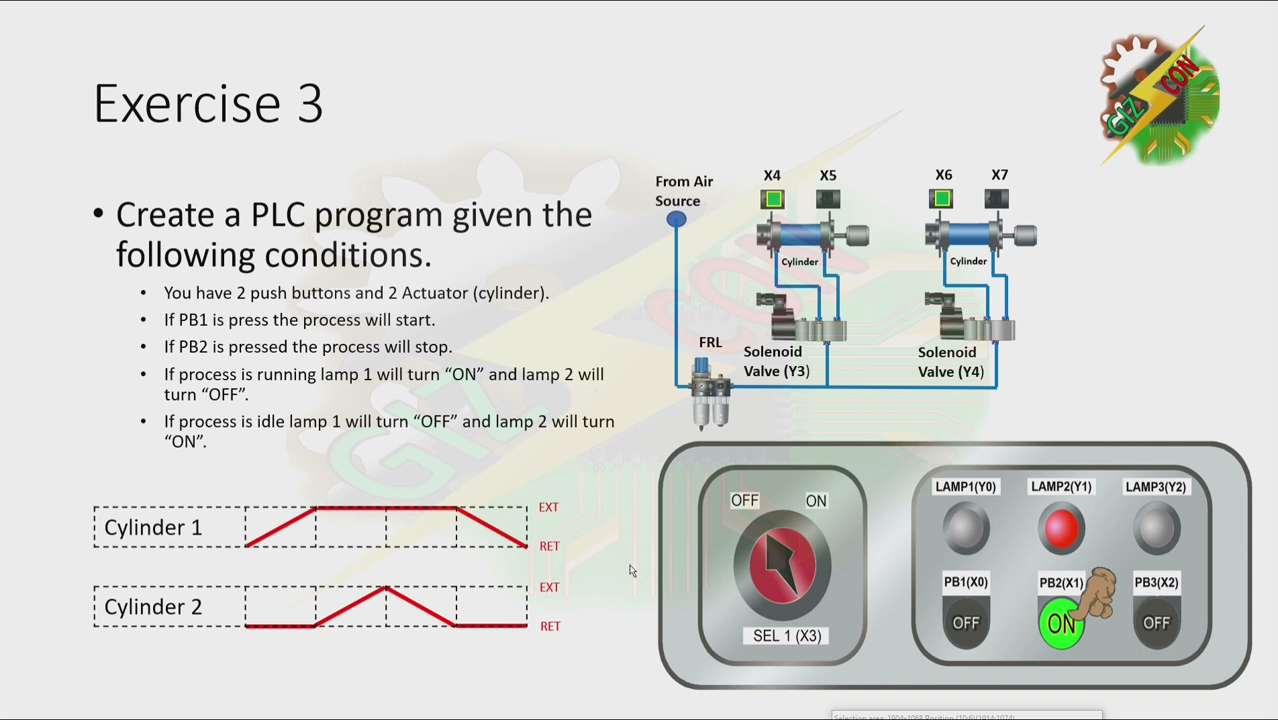 Exercise 3
GIZ CON
• Create a PLC program given the
following conditions.
• You have 2 push buttons and 2 Actuator (cylinder).
• If PB1 is press the process will start.
• If PB2 is pressed the process will stop.
• If process is running lamp 1 will turn “ON” and lamp 2 will
turn “OFF”.
• If process is idle lamp 1 will turn “OFF” and lamp 2 will turn
“ON”.
Cylinder 1
EXT
RET
Cylinder 2
EXT
RET
From Air
Source
X4
X5
X6
X7
Cylinder
Cylinder
FRL
Solenoid
Valve (Y3)
Solenoid
Valve (Y4)
OFF
ON
SEL 1 (X3)
LAMP1(Y0)
LAMP2(Y1)
LAMP3(Y2)
PB1(X0)
PB2(X1)
PB3(X2)
OFF
ON
OFF